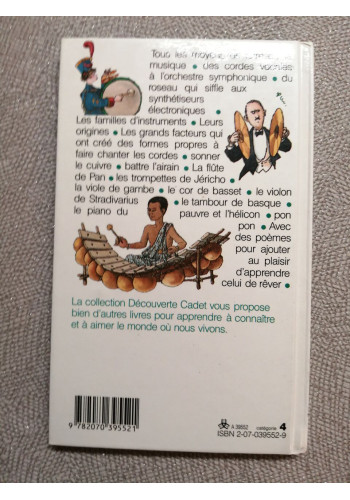 Tous les moyens de
musique • des cordes vocales
à l'orchestre symphonique • du
roseau qui siffle aux
synthétiseurs
électroniques •
Les familles d'instruments • Leurs
origines • Les grands facteurs qui
ont créé des formes propres à
faire chanter les cordes • sonner
le cuivre • battre l'airain • La flûte
de Pan • les trompettes de Jéricho •
la viole de gambe • le cor de basset • le violon
de Stradivarius • le tambour de basque •
le piano du pauvre et l'hélicon • pon
pon • Avec
des poèmes
pour ajouter
au plaisir
d'apprendre
celui de rêver •
La collection Découverte Cadet vous propose
bien d'autres livres pour apprendre à connaître
et à aimer le monde où nous vivons.
A 39552 catégorie 4
ISBN 2-07-039552-9
9 782070 395521